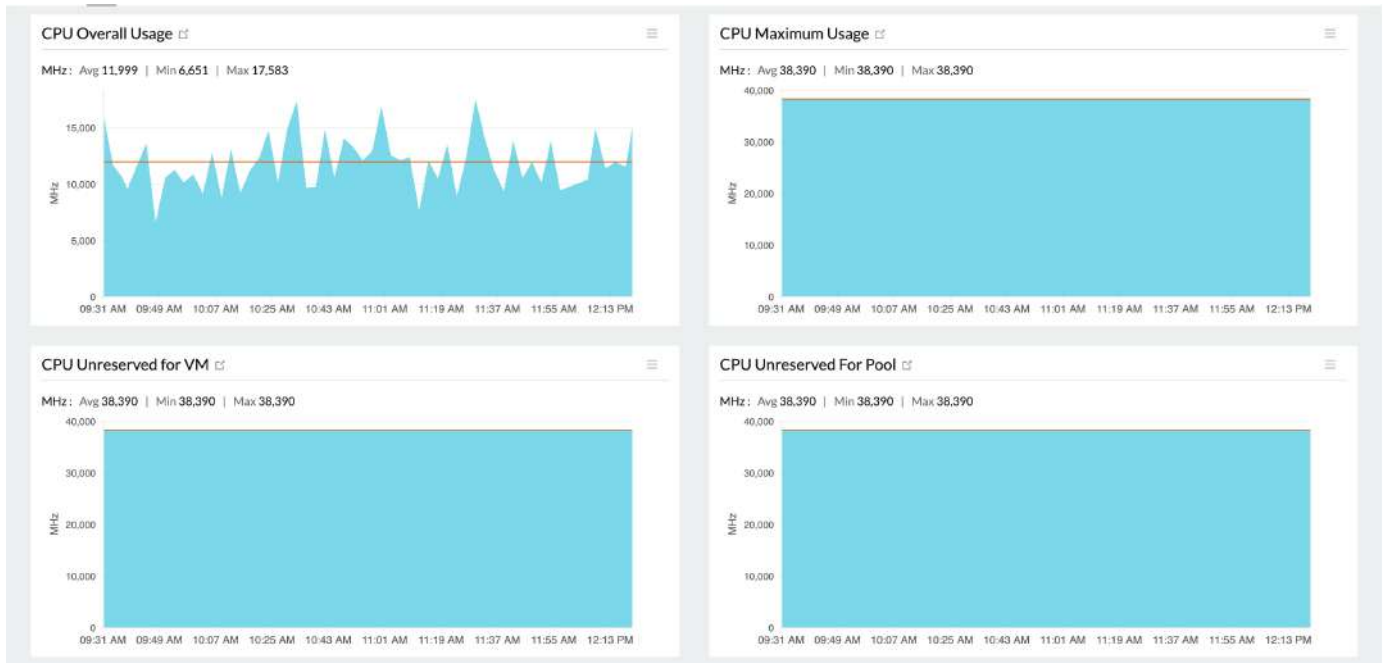 CPU Overall Usage
MHz: Avg 11,999 | Min 6,651 | Max 17,583
15,000
10,000
5,000
0
MHz
09:31 AM 09:49 AM 10:07 AM 10:25 AM 10:43 AM 11:01 AM 11:19 AM 11:37 AM 11:55 AM 12:13 PM
CPU Maximum Usage
MHz: Avg 38,390 | Min 38,390 | Max 38,390
40,000
30,000
20,000
10,000
0
MHz
09:31 AM 09:49 AM 10:07 AM 10:25 AM 10:43 AM 11:01 AM 11:19 AM 11:37 AM 11:55 AM 12:13 PM
CPU Unreserved for VM
MHz: Avg 38,390 | Min 38,390 | Max 38,390
40,000
30,000
20,000
10,000
0
MHz
09:31 AM 09:49 AM 10:07 AM 10:25 AM 10:43 AM 11:01 AM 11:19 AM 11:37 AM 11:55 AM 12:13 PM
CPU Unreserved For Pool
MHz: Avg 38,390 | Min 38,390 | Max 38,390
40,000
30,000
20,000
10,000
0
MHz
09:31 AM 09:49 AM 10:07 AM 10:25 AM 10:43 AM 11:01 AM 11:19 AM 11:37 AM 11:55 AM 12:13 PM